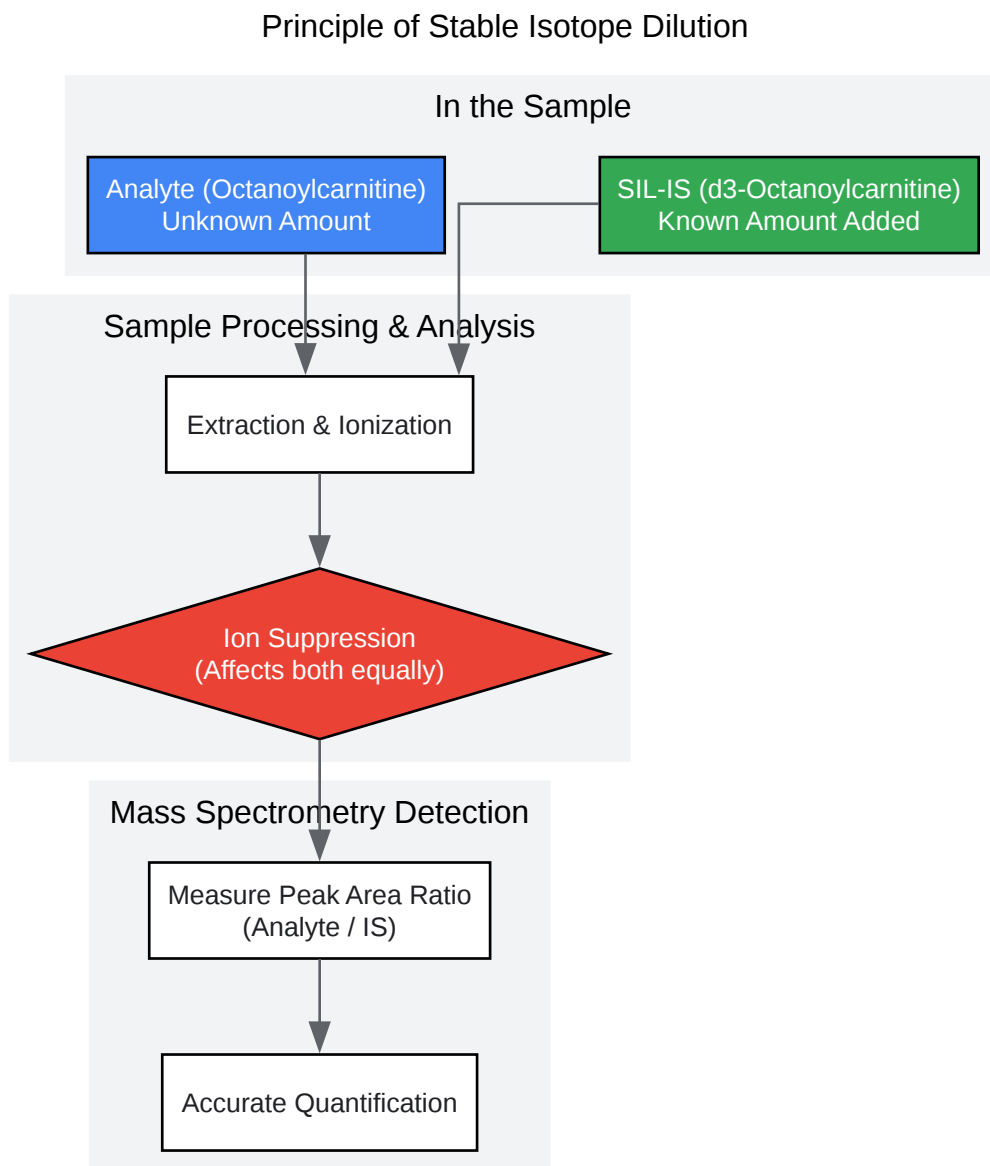 Principle of Stable Isotope Dilution
In the Sample
Analyte (Octanoylcarnitine)
Unknown Amount
SIL-IS (d3-Octanoylcarnitine)
Known Amount Added
Sample Processing & Analysis
Extraction & Ionization
Ion Suppression
(Affects both equally)
Mass Spectrometry Detection
Measure Peak Area Ratio
(Analyte / IS)
Accurate Quantification